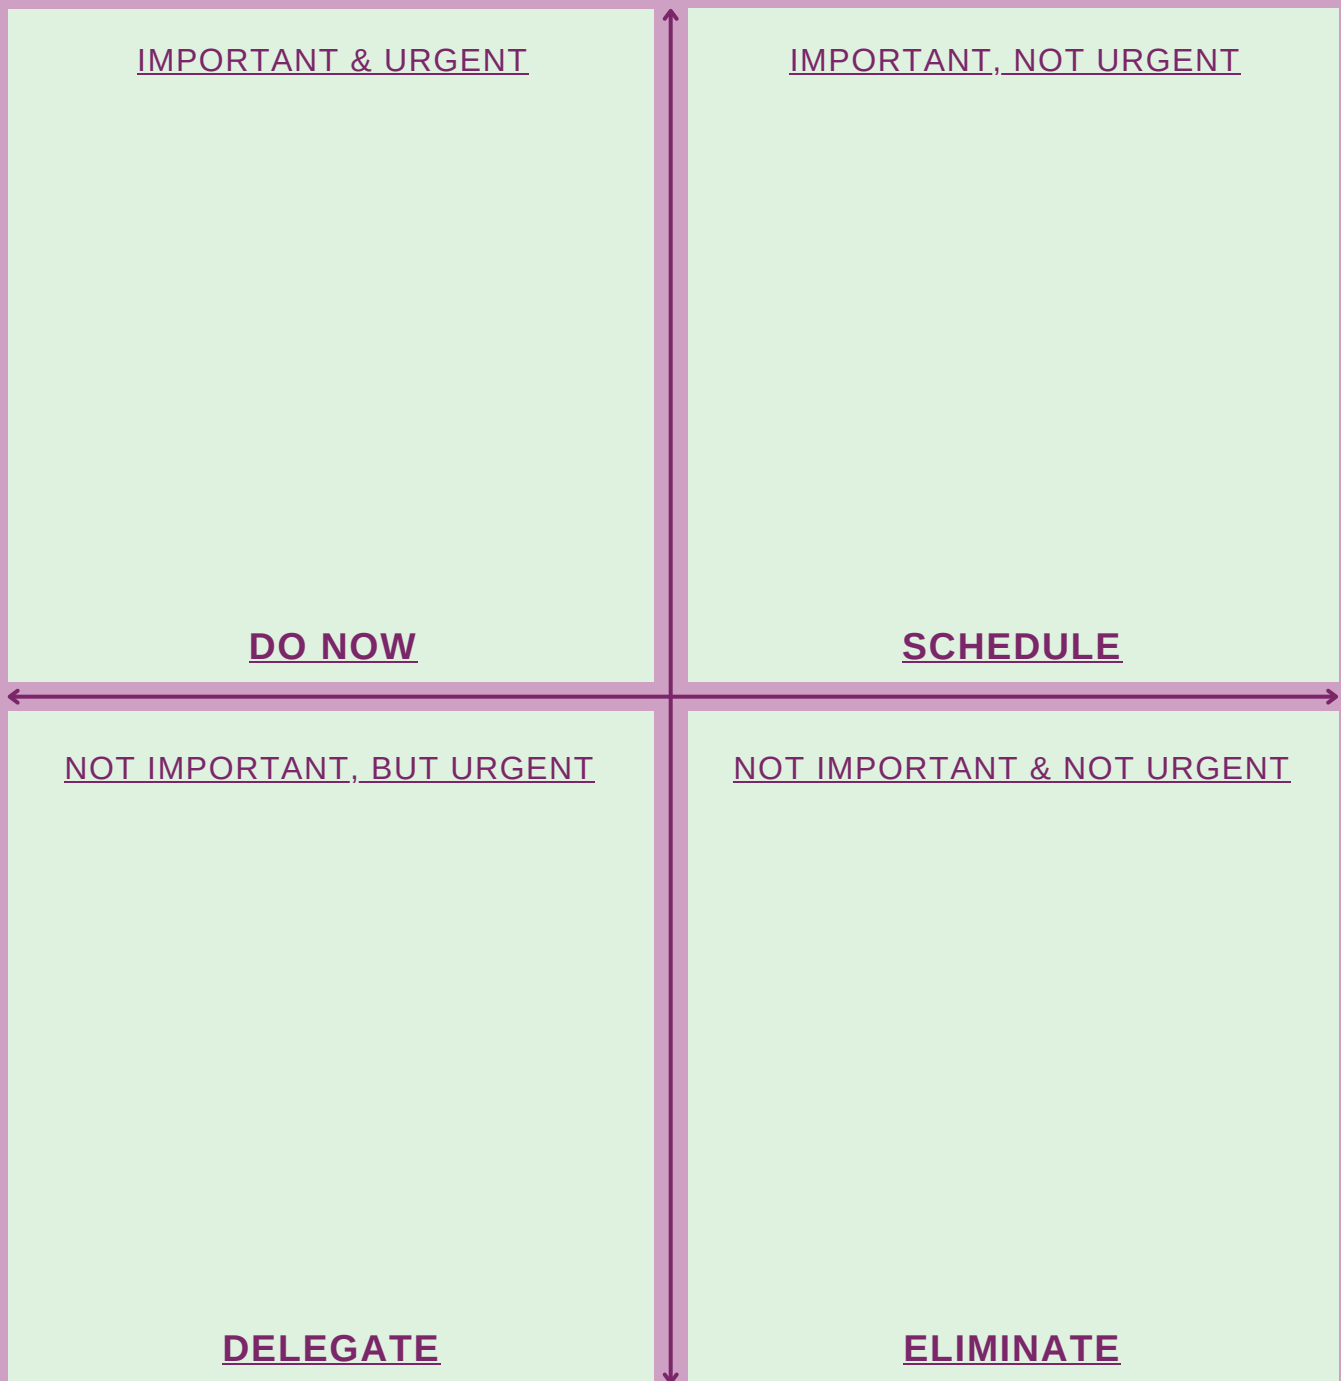 IMPORTANT & URGENT
IMPORTANT, NOT URGENT
DO NOW
SCHEDULE
NOT IMPORTANT, BUT URGENT
NOT IMPORTANT & NOT URGENT
DELEGATE
ELIMINATE